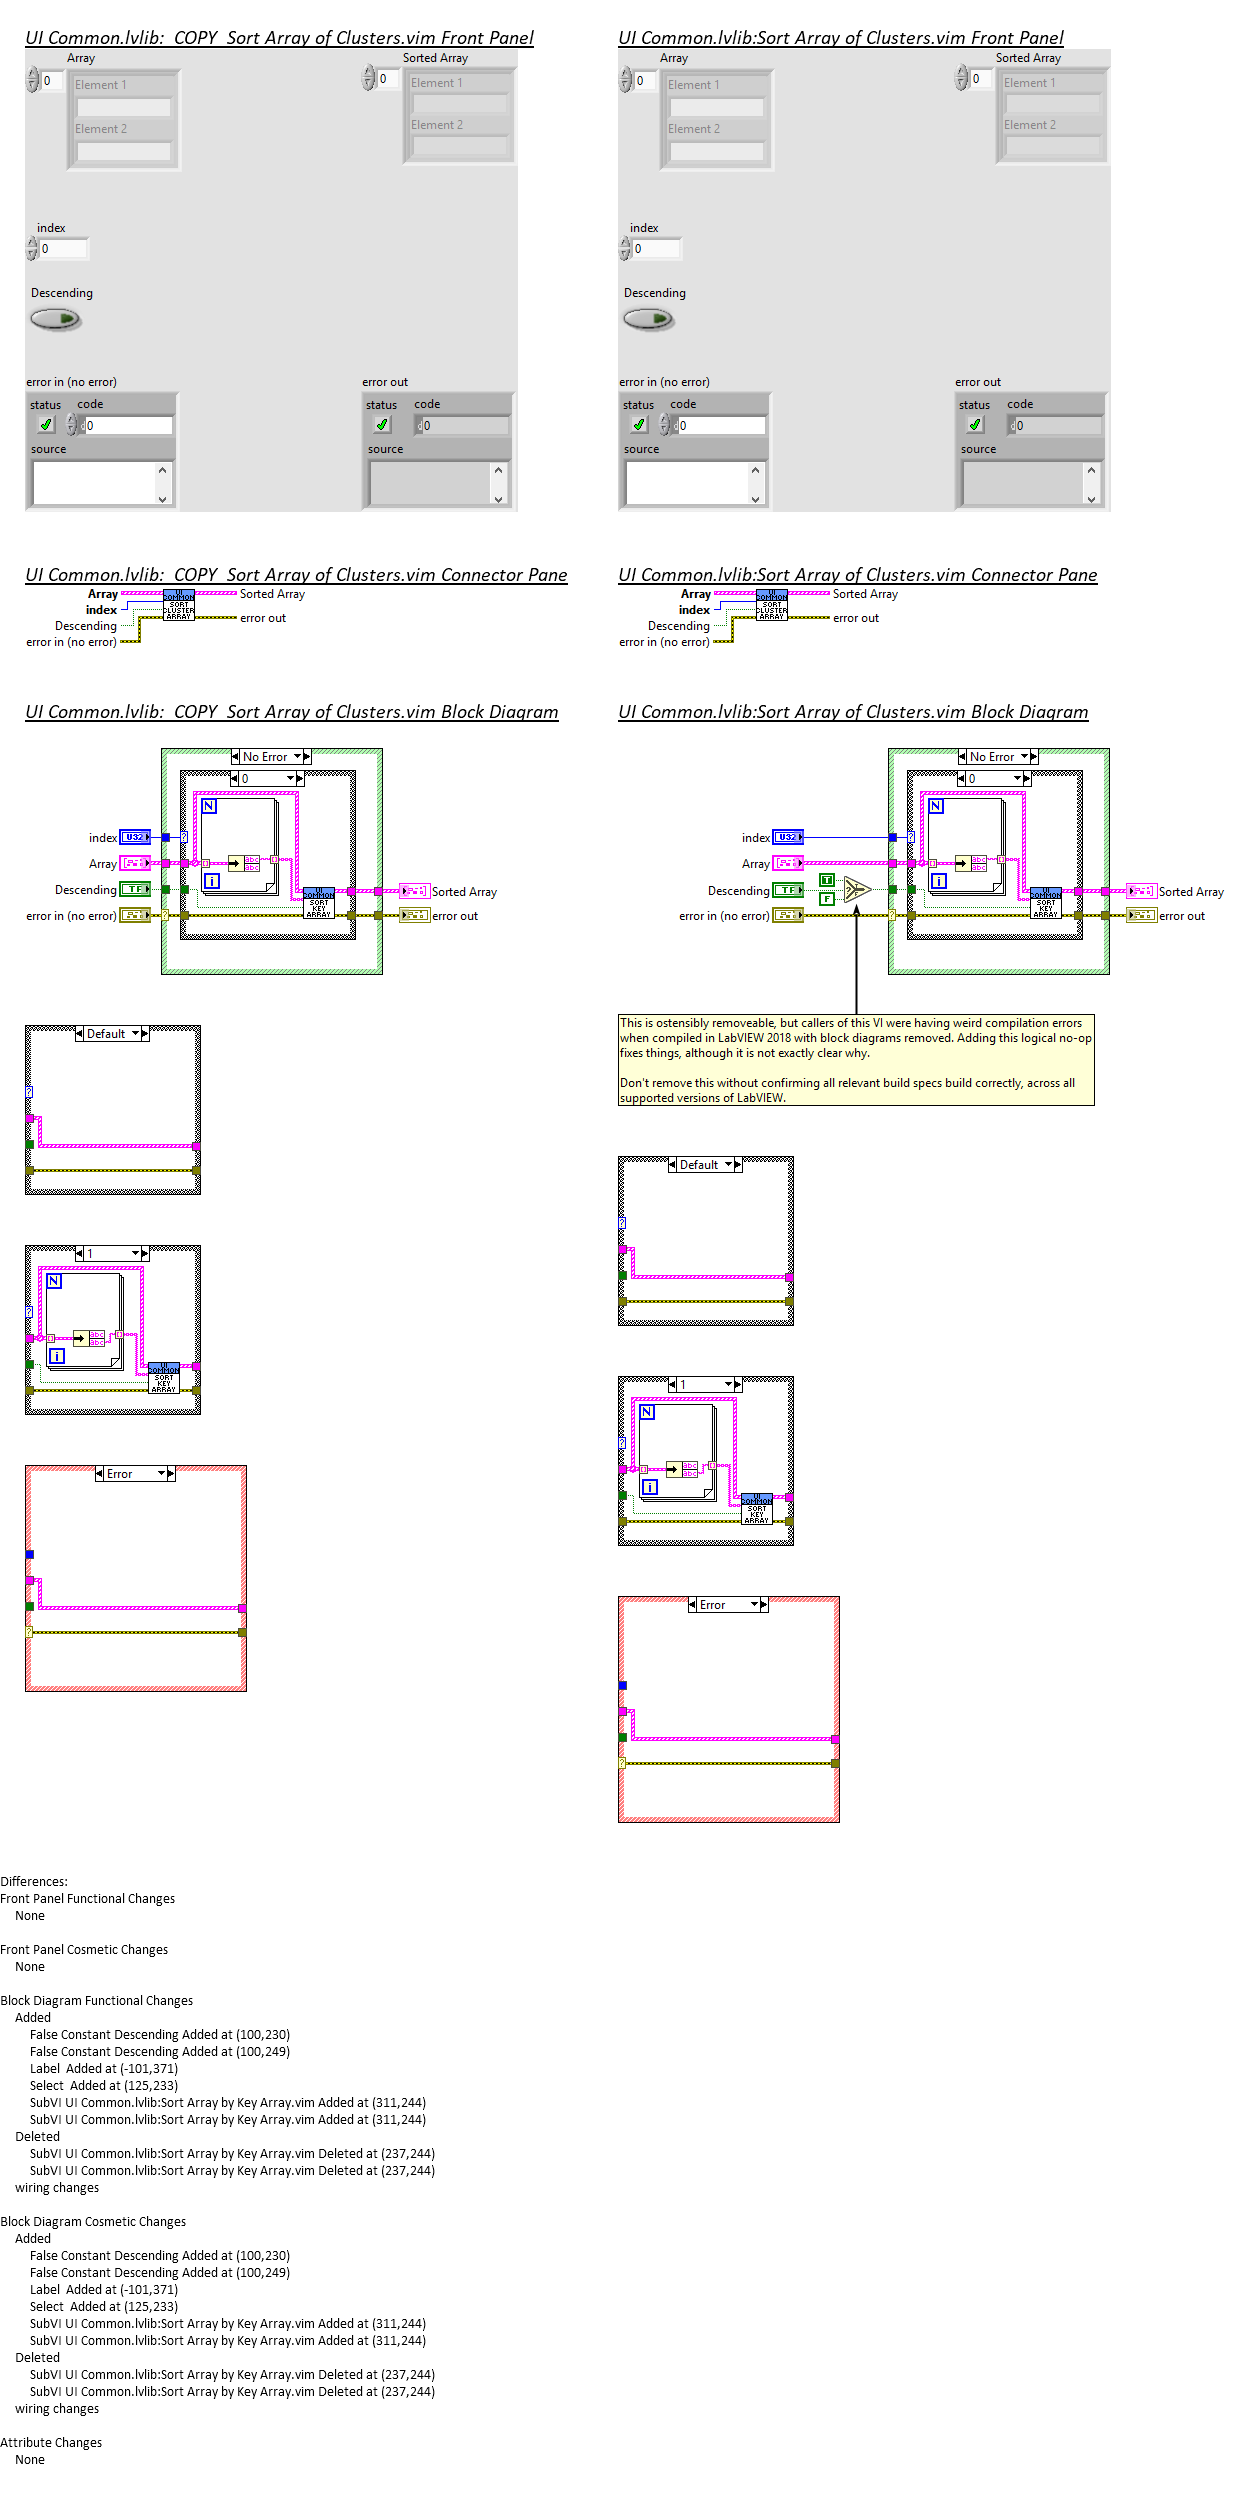 UI Common.lvlib:_COPY_Sort Array of Clusters.vim Front Panel
Array
0
Element 1
Element 2
Sorted Array
0
Element 1
Element 2
index
0
Descending
error in (no error)
status code
0
source
error out
status code
0
source
UI Common.lvlib:Sort Array of Clusters.vim Front Panel
Array
0
Element 1
Element 2
Sorted Array
0
Element 1
Element 2
index
0
Descending
error in (no error)
status code
d0
source
error out
status code
d0
source
UI Common.lvlib:_COPY_Sort Array of Clusters.vim Connector Pane
Array
index
Descending
error in (no error)
UI
COMMON
SORT
CLUSTER
ARRAY
Sorted Array
error out
UI Common.lvlib:Sort Array of Clusters.vim Connector Pane
Array
index
Descending
error in (no error)
UI
COMMON
SORT
CLUSTER
ARRAY
Sorted Array
error out
UI Common.lvlib:_COPY_Sort Array of Clusters.vim Block Diagram
No Error
0
N
index U32 ?
Array
abc
abc
Descending TF
i
UI
COMMON
SORT
KEY
ARRAY
Sorted Array
error in (no error) ?
error out
Default
?
1
N
?
abc
abc
i
UI
COMMON
SORT
KEY
ARRAY
Error
?
UI Common.lvlib:Sort Array of Clusters.vim Block Diagram
No Error
0
N
index U32 ?
Array
abc
abc
Descending TF
T
F
?
i
UI
COMMON
SORT
KEY
ARRAY
Sorted Array
error in (no error) ?
error out
This is ostensibly removeable, but callers of this VI were having weird compilation errors
when compiled in LabVIEW 2018 with block diagrams removed. Adding this logical no-op
fixes things, although it is not exactly clear why.
Don't remove this without confirming all relevant build specs build correctly, across all
supported versions of LabVIEW.
Default
?
1
N
?
abc
abc
i
UI
COMMON
SORT
KEY
ARRAY
Error
?
Differences:
Front Panel Functional Changes
None
Front Panel Cosmetic Changes
None
Block Diagram Functional Changes
Added
False Constant Descending Added at (100,230)
False Constant Descending Added at (100,249)
Label  Added at (-101,371)
Select  Added at (125,233)
SubVI UI Common.lvlib:Sort Array by Key Array.vim Added at (311,244)
SubVI UI Common.lvlib:Sort Array by Key Array.vim Added at (311,244)
Deleted
SubVI UI Common.lvlib:Sort Array by Key Array.vim Deleted at (237,244)
SubVI UI Common.lvlib:Sort Array by Key Array.vim Deleted at (237,244)
wiring changes
Block Diagram Cosmetic Changes
Added
False Constant Descending Added at (100,230)
False Constant Descending Added at (100,249)
Label  Added at (-101,371)
Select  Added at (125,233)
SubVI UI Common.lvlib:Sort Array by Key Array.vim Added at (311,244)
SubVI UI Common.lvlib:Sort Array by Key Array.vim Added at (311,244)
Deleted
SubVI UI Common.lvlib:Sort Array by Key Array.vim Deleted at (237,244)
SubVI UI Common.lvlib:Sort Array by Key Array.vim Deleted at (237,244)
wiring changes
Attribute Changes
None